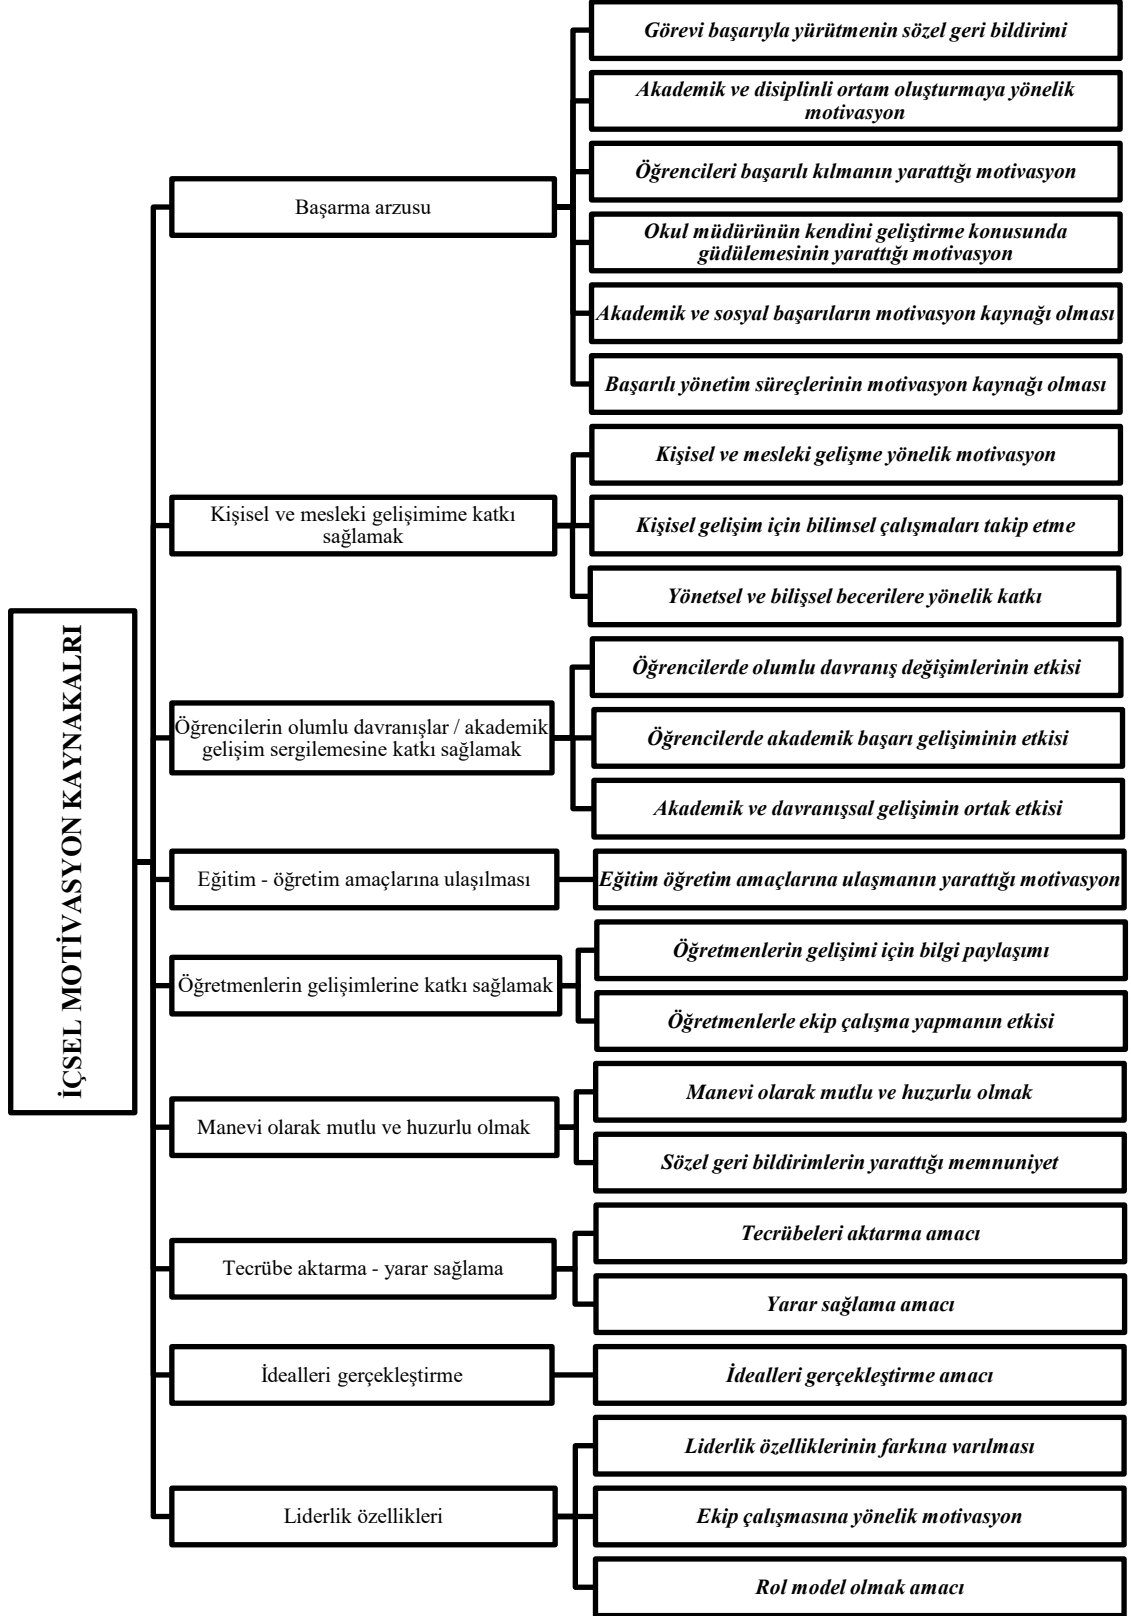 İÇSEL MOTİVASYON KAYNAKALRI
Başarma arzusu
Görevi başarıyla yürütmenin sözel geri bildirimi
Akademik ve disiplinli ortam oluşturmaya yönelik
motivasyon
Öğrencileri başarılı kılmanın yarattığı motivasyon
Okul müdürünün kendini geliştirme konusunda
güdülemesinin yarattığı motivasyon
Akademik ve sosyal başarıların motivasyon kaynağı olması
Başarılı yönetim süreçlerinin motivasyon kaynağı olması
Kişisel ve mesleki gelişimime katkı
sağlamak
Kişisel ve mesleki gelişme yönelik motivasyon
Kişisel gelişim için bilimsel çalışmaları takip etme
Yönetsel ve bilişsel becerilere yönelik katkı
Öğrencilerin olumlu davranışlar / akademik
gelişim sergilemesine katkı sağlamak
Öğrencilerde olumlu davranış değişimlerinin etkisi
Öğrencilerde akademik başarı gelişiminin etkisi
Akademik ve davranışsal gelişimin ortak etkisi
Eğitim - öğretim amaçlarına ulaşılması
Eğitim öğretim amaçlarına ulaşmanın yarattığı motivasyon
Öğretmenlerin gelişimlerine katkı sağlamak
Öğretmenlerin gelişimi için bilgi paylaşımı
Öğretmenlerle ekip çalışma yapmanın etkisi
Manevi olarak mutlu ve huzurlu olmak
Manevi olarak mutlu ve huzurlu olmak
Sözel geri bildirimlerin yarattığı memnuniyet
Tecrübe aktarma - yarar sağlama
Tecrübeleri aktarma amacı
Yarar sağlama amacı
İdealleri gerçekleştirme
İdealleri gerçekleştirme amacı
Liderlik özellikleri
Liderlik özelliklerinin farkına varılması
Ekip çalışmasına yönelik motivasyon
Rol model olmak amacı